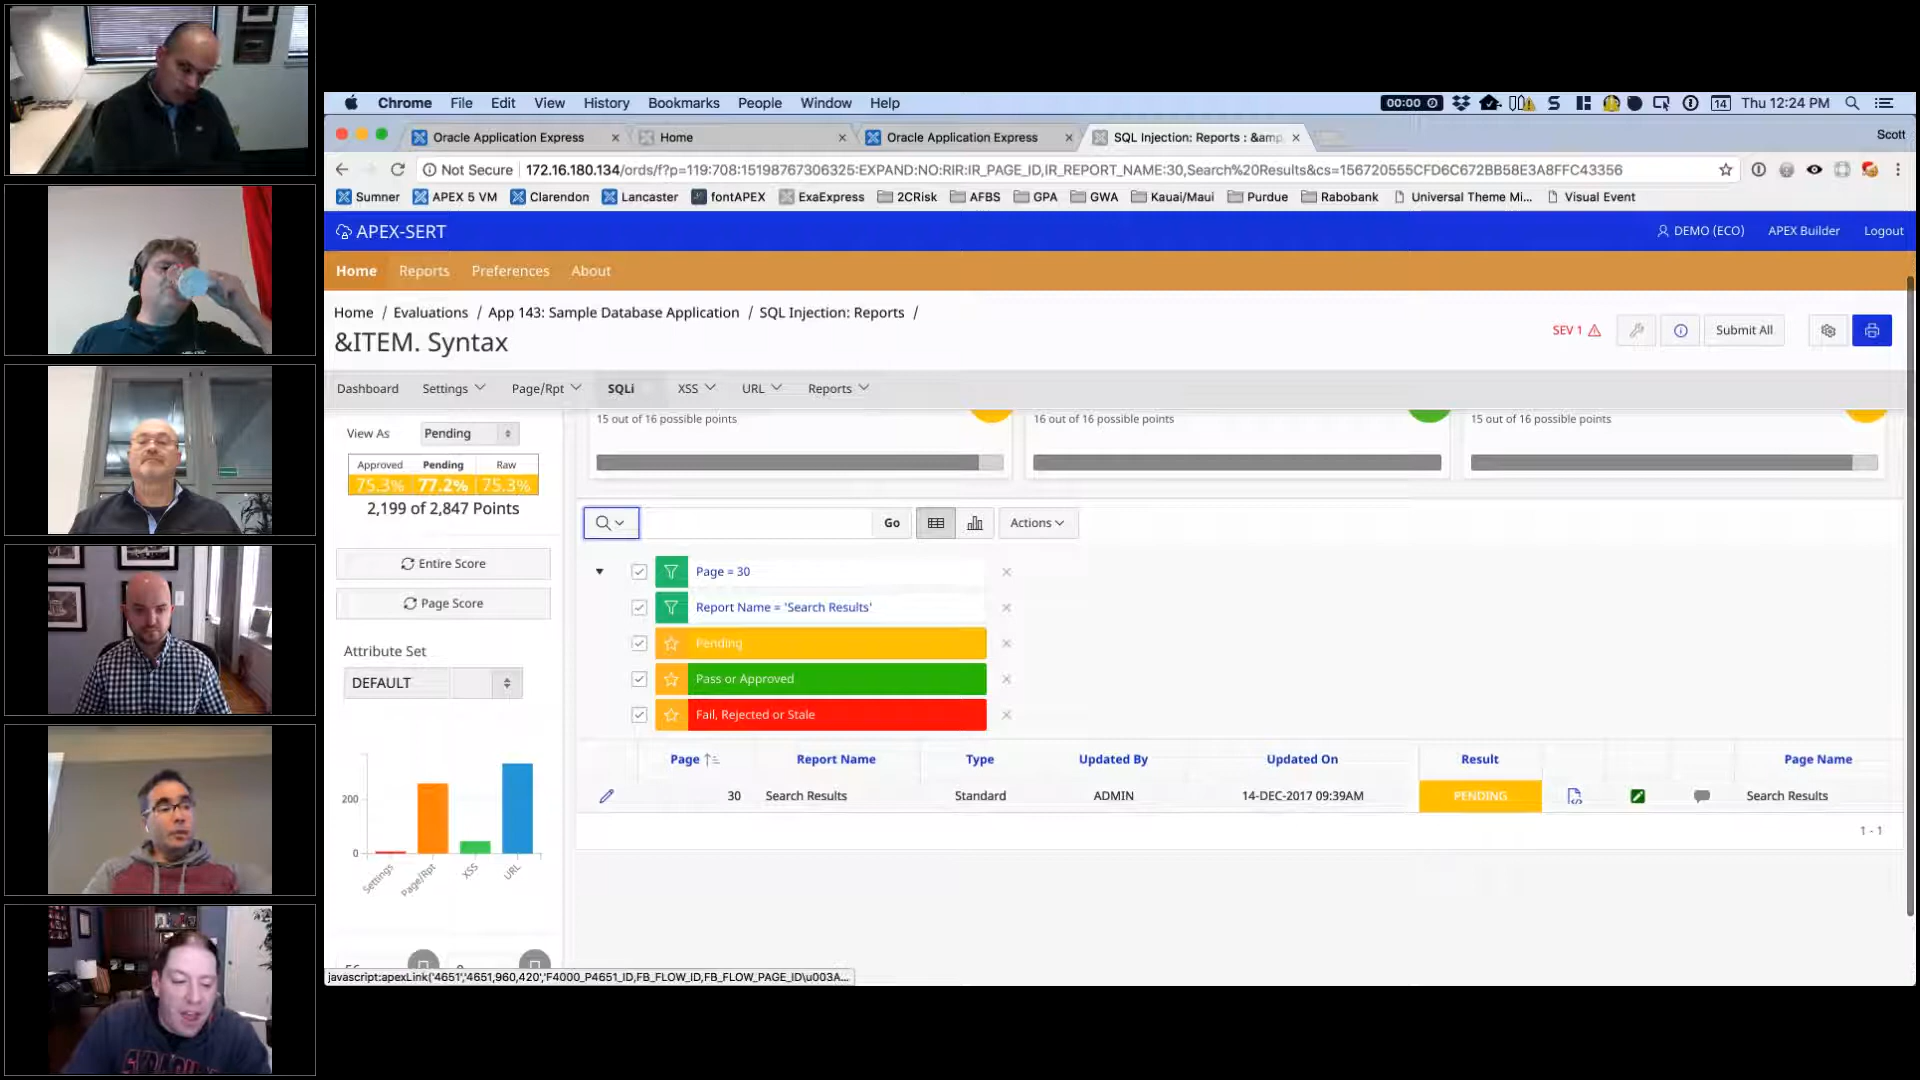 Chrome File Edit View History Bookmarks People Window Help
00:00
14
Thu 12:24 PM
Oracle Application Express ×
Home ×
Oracle Application Express ×
SQL Injection: Reports : &amp; ×
Scott
Not Secure 172.16.180.134/ords/f?p=119:708:15198767306325:EXPAND:NO:RIR:IR_PAGE_ID,IR_REPORT_NAME:30,Search%20Results&cs=156720555CFD6C672BB5BE3A8FFC43356
Sumner APEX 5 VM Clarendon Lancaster fontAPEX ExaExpress 2CRisk AFBS GPA GWA Kauai/Maui Purdue Rabobank Universal Theme Mi... Visual Event
APEX-SERT
DEMO (ECO) APEX Builder Logout
Home Reports Preferences About
Home / Evaluations / App 143: Sample Database Application / SQL Injection: Reports /
&ITEM. Syntax
SEV 1
Submit All
Dashboard Settings Page/Rpt SQLi XSS URL Reports
View As Pending
Approved Pending Raw
75.3% 77.2% 75.3%
2,199 of 2,847 Points
Entire Score
Page Score
Attribute Set
DEFAULT
200
0
Settings Page/Rpt XSS URL
15 out of 16 possible points
16 out of 16 possible points
15 out of 16 possible points
Go
Actions
Page = 30
Report Name = 'Search Results'
Pending
Pass or Approved
Fail, Rejected or Stale
Page Report Name Type Updated By Updated On Result Page Name
30 Search Results Standard ADMIN 14-DEC-2017 09:39AM PENDING Search Results
1 - 1
javascript:apexLink('4651','4651,960,420','F4000_P4651_ID,FB_FLOW_ID,FB_FLOW_PAGE_ID\u003A...